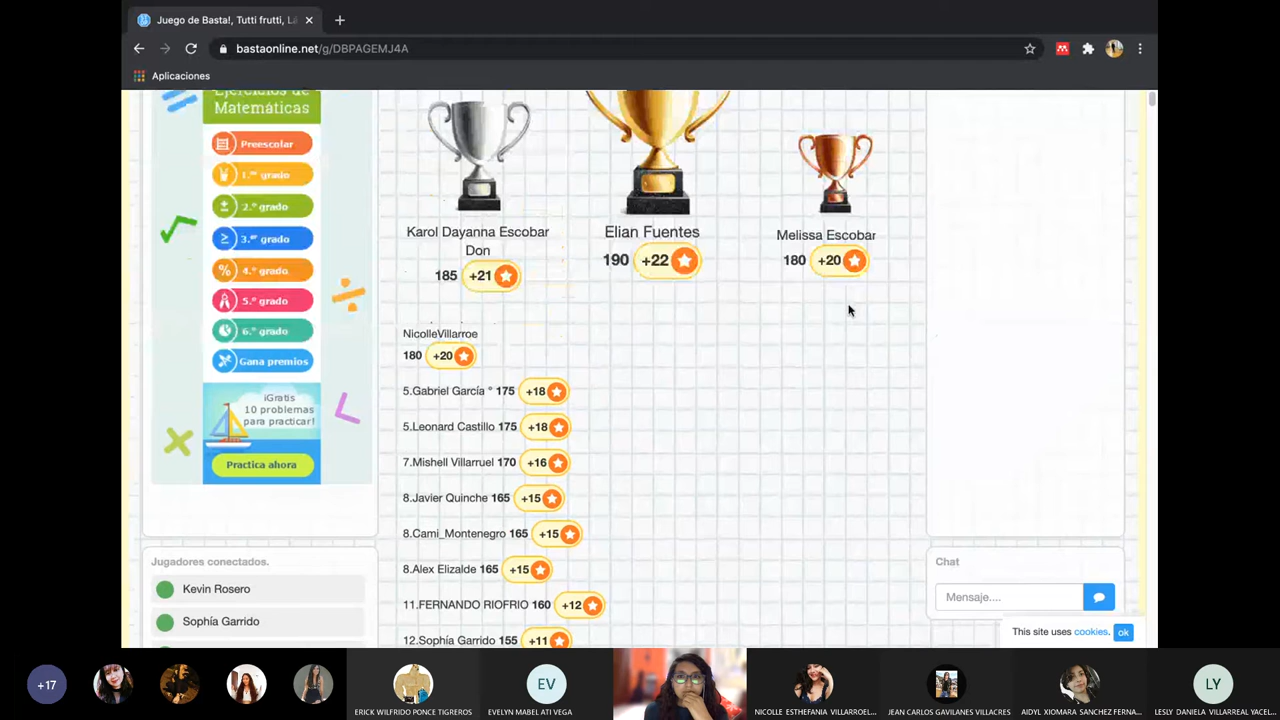 Juego de Basta!, Tutti frutti, Lá
bastaonline.net/g/DBPAGEMJ4A
Aplicaciones
Ejercicios de
Matemáticas
Preescolar
1.er grado
2.º grado
3.er grado
4.º grado
5.º grado
6.º grado
Gana premios
¡Gratis
10 problemas
para practicar!
Practica ahora
Karol Dayanna Escobar
Don
185 +21
Elian Fuentes
190 +22
Melissa Escobar
180 +20
NicolleVillarroe
180 +20
5.Gabriel García ° 175 +18
5.Leonard Castillo 175 +18
7.Mishell Villarruel 170 +16
8.Javier Quinche 165 +15
8.Cami_Montenegro 165 +15
8.Alex Elizalde 165 +15
11.FERNANDO RIOFRIO 160 +12
12.Sophía Garrido 155 +11
Jugadores conectados.
Kevin Rosero
Sophía Garrido
Chat
Mensaje....
This site uses cookies. ok
+17
EV
LY
ERICK WILFRIDO PONCE TIGREROS
EVELYN MABEL ATI VEGA
NICOLLE ESTHEFANIA VILLARROEL...
JEAN CARLOS GAVILANES VILLACRES
AIDYL XIOMARA SANCHEZ FERNA...
LESLY DANIELA VILLARREAL YACEL...